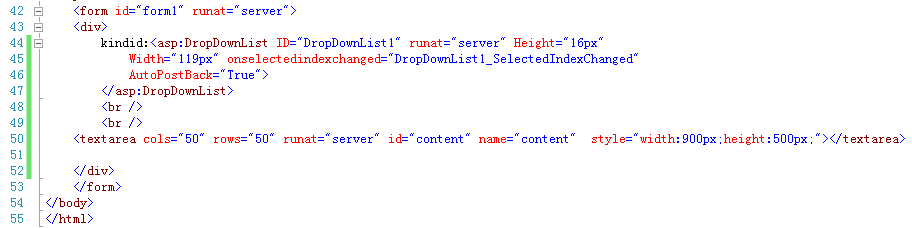 42 <form id="form1" runat="server">
43 <div>
44 kindid:<asp:DropDownList ID="DropDownList1" runat="server" Height="16px"
45 Width="119px" onselectedindexchanged="DropDownList1_SelectedIndexChanged"
46 AutoPostBack="True">
47 </asp:DropDownList>
48 <br />
49 <br />
50 <textarea cols="50" rows="50" runat="server" id="content" name="content"  style="width:900px;height:500px;"></textarea>
51
52 </div>
53 </form>
54 </body>
55 </html>